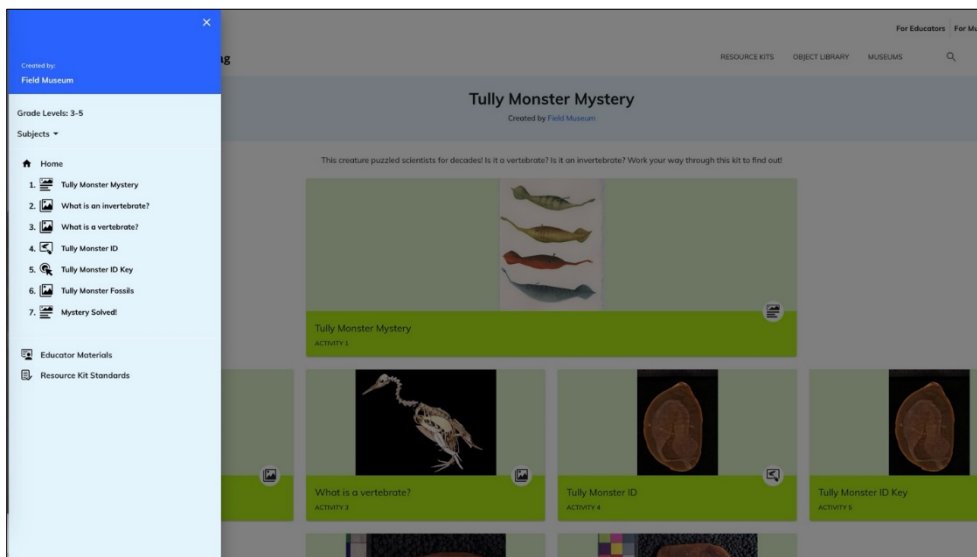 Created by:
Field Museum
Grade Levels: 3-5
Subjects
Home
1. Tully Monster Mystery
2. What is an invertebrate?
3. What is a vertebrate?
4. Tully Monster ID
5. Tully Monster ID Key
6. Tully Monster Fossils
7. Mystery Solved!
Educator Materials
Resource Kit Standards
For Educators
For Mu
ng
RESOURCE KITS
OBJECT LIBRARY
MUSEUMS
Tully Monster Mystery
Created by Field Museum
This creature puzzled scientists for decades! Is it a vertebrate? Is it an invertebrate? Work your way through this kit to find out!
Tully Monster Mystery
ACTIVITY 1
What is a vertebrate?
ACTIVITY 3
Tully Monster ID
ACTIVITY 4
Tully Monster ID Key
ACTIVITY 5